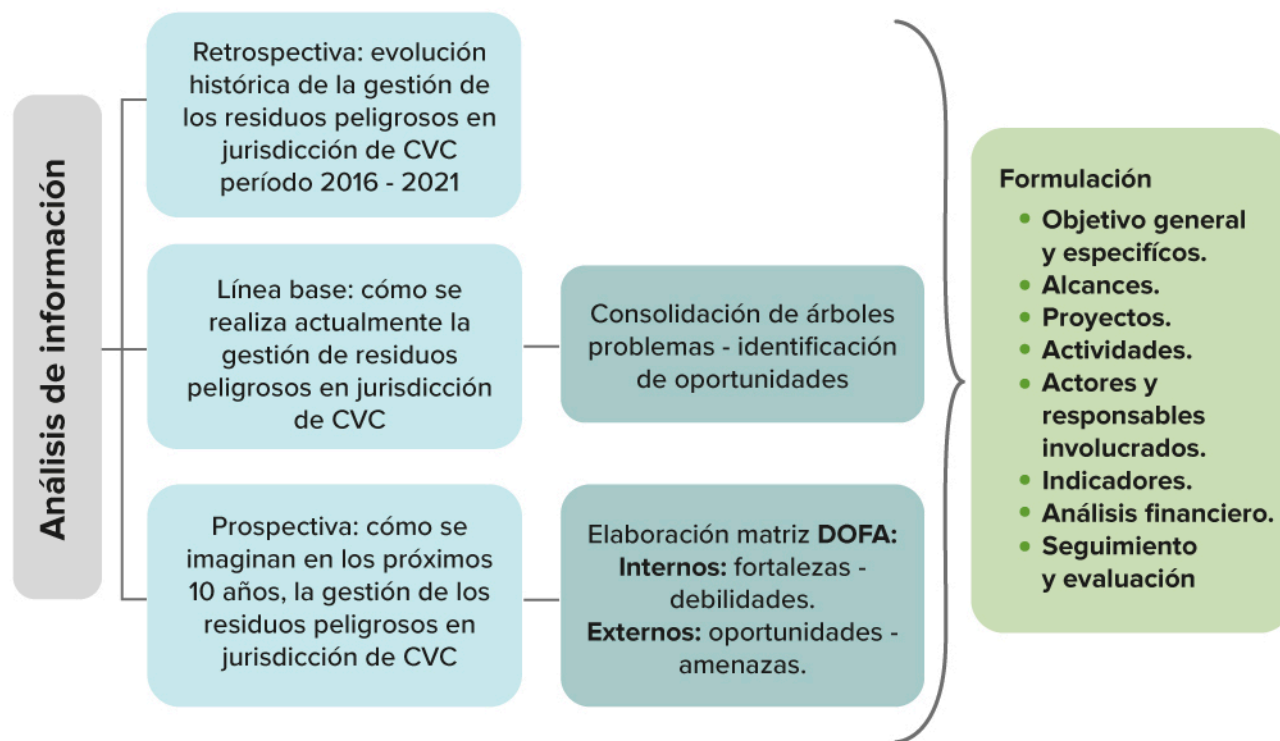 Análisis de información
Retrospectiva: evolución
histórica de la gestión de
los residuos peligrosos en
jurisdicción de CVC
período 2016 - 2021
Línea base: cómo se
realiza actualmente la
gestión de residuos
peligrosos en jurisdicción
de CVC
Consolidación de árboles
problemas - identificación
de oportunidades
Prospectiva: cómo se
imaginan en los próximos
10 años, la gestión de los
residuos peligrosos en
jurisdicción de CVC
Elaboración matriz DOFA:
Internos: fortalezas -
debilidades.
Externos: oportunidades -
amenazas.
Formulación
• Objetivo general
y especifícos.
• Alcances.
• Proyectos.
• Actividades.
• Actores y
responsables
involucrados.
• Indicadores.
• Análisis financiero.
• Seguimiento
y evaluación